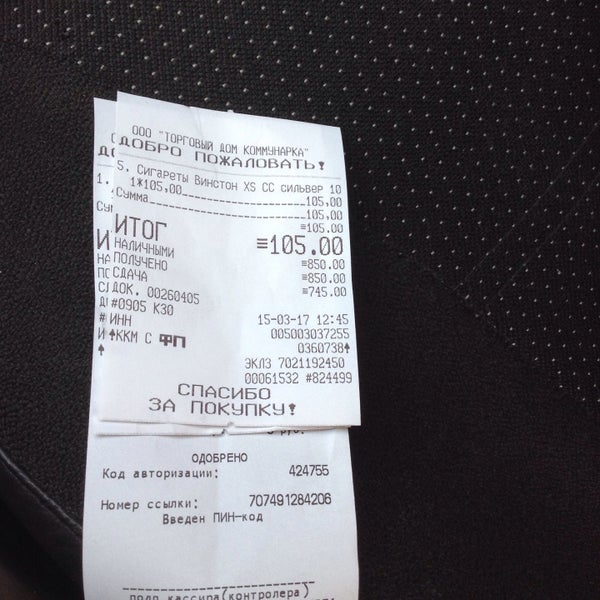 ООО "ТОРГОВЫЙ ДОМ КОММУНАРКА"
ДОБРО ПОЖАЛОВАТЬ!
5. Сигареты Винстон XS СС сильвер 10
1*105,00 105,00
Сумма 105,00
≡105.00
ИТОГ ≡105.00
НАЛИЧНЫМИ ≡850.00
ПОЛУЧЕНО ≡850.00
СДАЧА ≡745.00
ДОК. 00260405
#0905 К30 15-03-17 12:45
ИНН 005003037255
ККМ С ФП 0360738
ЭКЛЗ 7021192450
00061532 #824499
СПАСИБО
ЗА ПОКУПКУ!
ОДОБРЕНО
Код авторизации: 424755
Номер ссылки: 707491284206
Введен ПИН-код
подп.кассира(контролера)